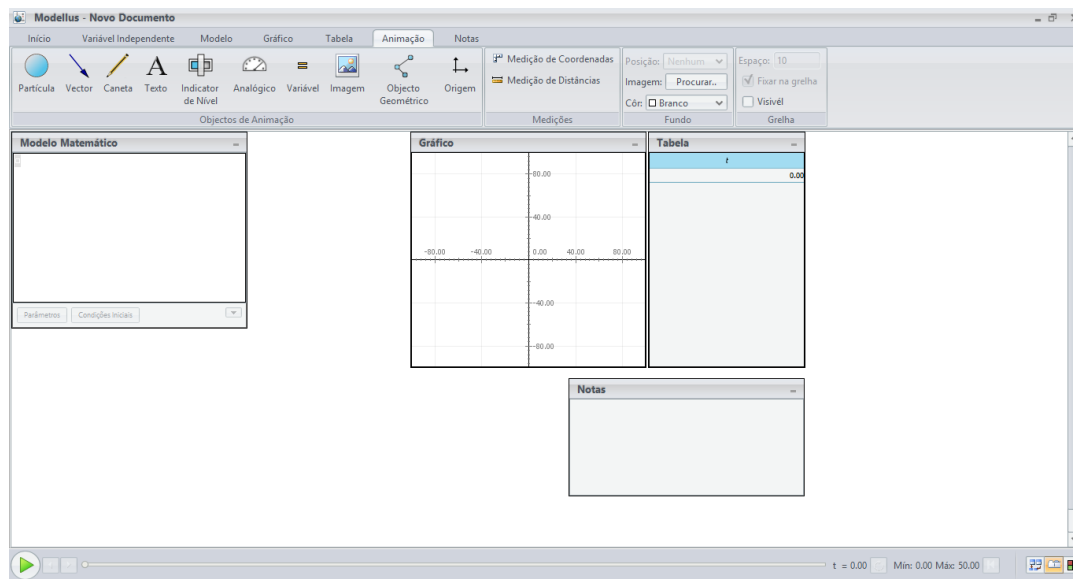 Modellus - Novo Documento
Início Variável Independente Modelo Gráfico Tabela Animação Notas
Partícula Vector Caneta Texto Indicator de Nível Analógico Variável Imagem Objecto Geométrico Origem
Objectos de Animação
Medição de Coordenadas
Medição de Distâncias
Medições
Posição: Nenhum
Imagem: Procurar..
Côr: Branco
Fundo
Espaço: 10
Fixar na grelha
Visivél
Grelha
Modelo Matemático
Parâmetros Condições Iniciais
Gráfico
80.00
40.00
-80.00 -40.00 0.00 40.00 80.00
-40.00
-80.00
Tabela
t
0.00
Notas
t = 0.00 Mín: 0.00 Máx: 50.00